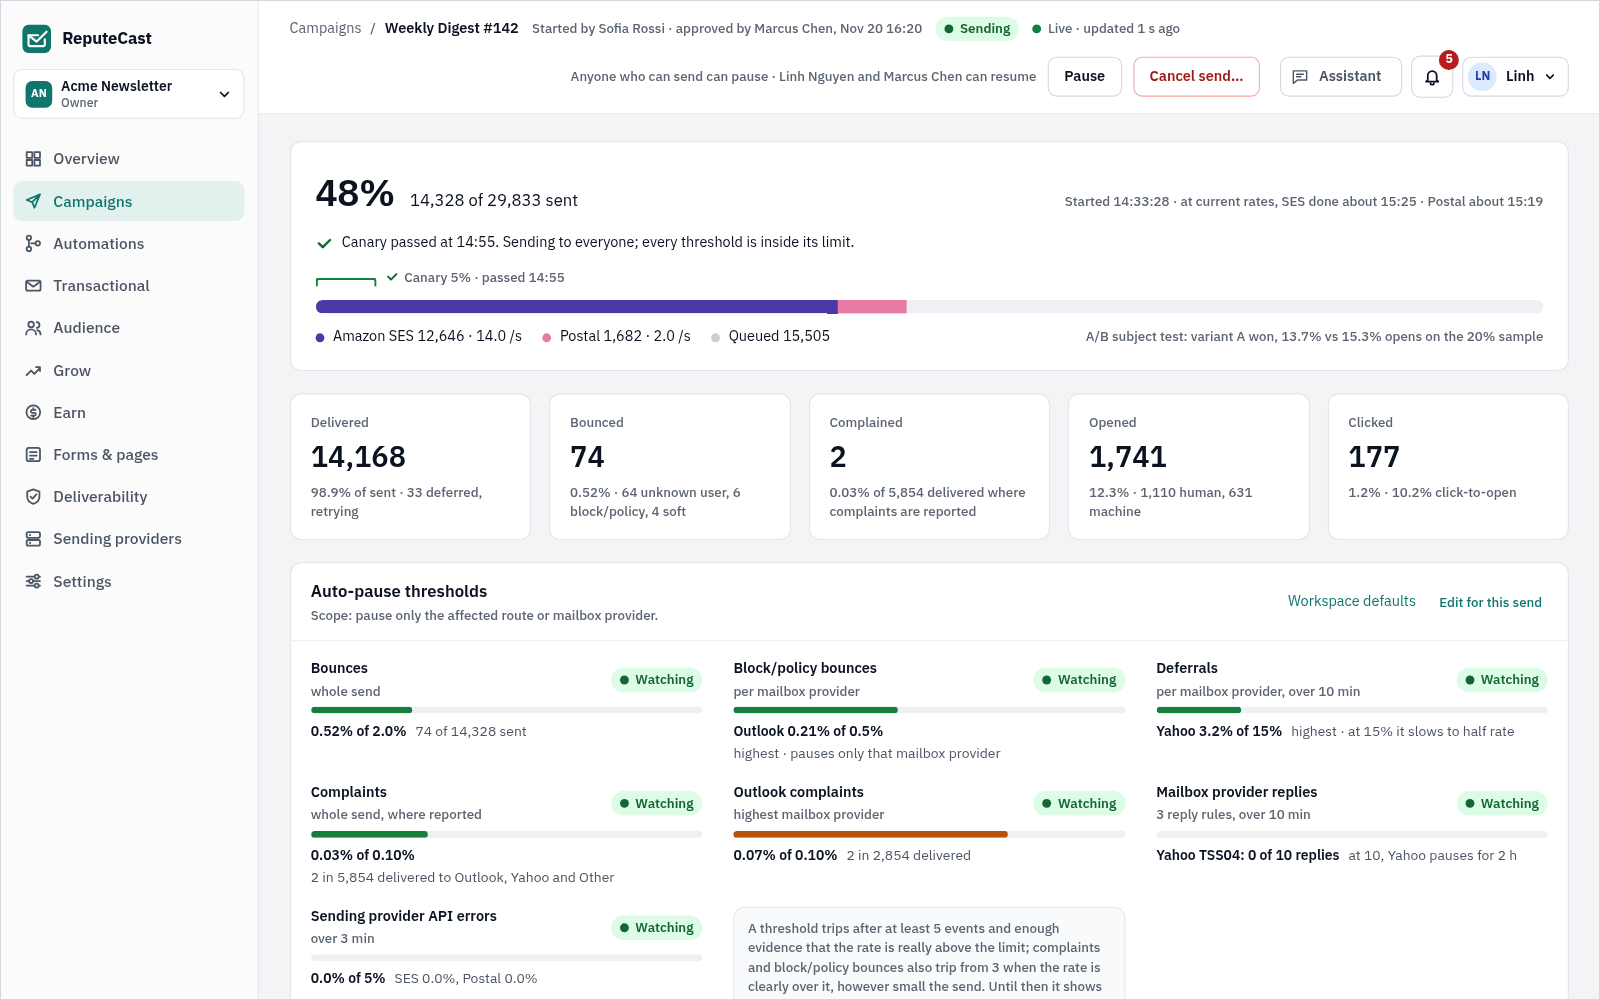 ReputeCast
AN
Acme Newsletter
Owner
Overview
Campaigns
Automations
Transactional
Audience
Grow
Earn
Forms & pages
Deliverability
Sending providers
Settings
Campaigns / Weekly Digest #142 Started by Sofia Rossi · approved by Marcus Chen, Nov 20 16:20 Sending Live · updated 1 s ago
Anyone who can send can pause · Linh Nguyen and Marcus Chen can resume Pause Cancel send... Assistant 5 LN Linh
48% 14,328 of 29,833 sent
Started 14:33:28 · at current rates, SES done about 15:25 · Postal about 15:19
Canary passed at 14:55. Sending to everyone; every threshold is inside its limit.
Canary 5% · passed 14:55
Amazon SES 12,646 · 14.0 /s Postal 1,682 · 2.0 /s Queued 15,505
A/B subject test: variant A won, 13.7% vs 15.3% opens on the 20% sample
Delivered
14,168
98.9% of sent · 33 deferred,
retrying
Bounced
74
0.52% · 64 unknown user, 6
block/policy, 4 soft
Complained
2
0.03% of 5,854 delivered where
complaints are reported
Opened
1,741
12.3% · 1,110 human, 631
machine
Clicked
177
1.2% · 10.2% click-to-open
Auto-pause thresholds
Scope: pause only the affected route or mailbox provider.
Workspace defaults Edit for this send
Bounces
whole send
Watching
0.52% of 2.0% 74 of 14,328 sent
Block/policy bounces
per mailbox provider
Watching
Outlook 0.21% of 0.5%
highest · pauses only that mailbox provider
Deferrals
per mailbox provider, over 10 min
Watching
Yahoo 3.2% of 15% highest · at 15% it slows to half rate
Complaints
whole send, where reported
Watching
0.03% of 0.10%
2 in 5,854 delivered to Outlook, Yahoo and Other
Outlook complaints
highest mailbox provider
Watching
0.07% of 0.10% 2 in 2,854 delivered
Mailbox provider replies
3 reply rules, over 10 min
Watching
Yahoo TSS04: 0 of 10 replies at 10, Yahoo pauses for 2 h
Sending provider API errors
over 3 min
Watching
0.0% of 5% SES 0.0%, Postal 0.0%
A threshold trips after at least 5 events and enough
evidence that the rate is really above the limit; complaints
and block/policy bounces also trip from 3 when the rate is
clearly over it, however small the send. Until then it shows